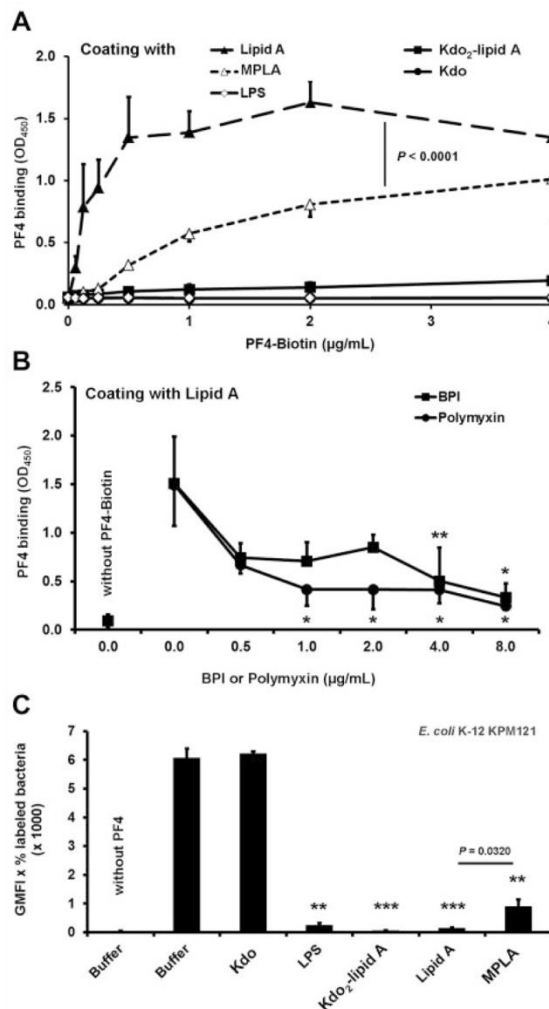 A
Coating with
Lipid A
MPLA
LPS
Kdo₂-lipid A
Kdo
PF4 binding (OD₄₅₀)
2.0
1.5
1.0
0.5
0.0
P < 0.0001
0 1 2 3
PF4-Biotin (µg/mL)
B
Coating with Lipid A
BPI
Polymyxin
PF4 binding (OD₄₅₀)
2.5
2.0
1.5
1.0
0.5
0.0
without PF4-Biotin
** *
* * * *
0.0 0.0 0.5 1.0 2.0 4.0 8.0
BPI or Polymyxin (µg/mL)
C
E. coli K-12 KPM121
GMFI x % labeled bacteria
(x 1000)
7
6
5
4
3
2
1
0
without PF4
P = 0.0320
** *** *** **
Buffer Buffer Kdo LPS Kdo₂-lipid A Lipid A MPLA